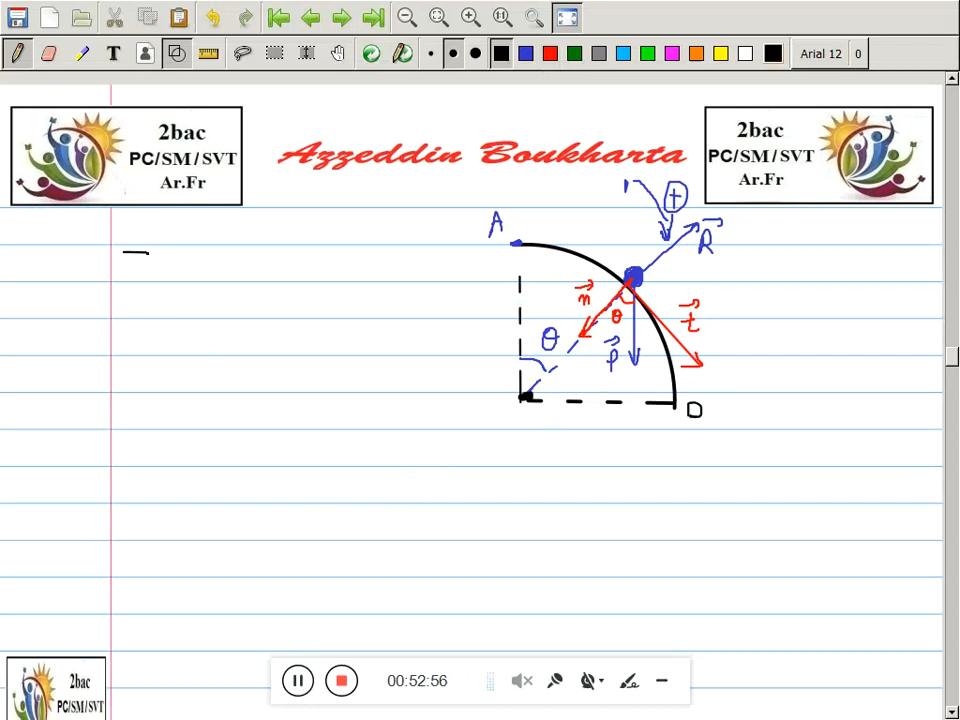 T
Arial 12
0
2bac
PC/SM/SVT
Ar.Fr
Azzeddin Boukharta
2bac
PC/SM/SVT
Ar.Fr
A
+
R
n
θ
t
θ
P
D
2bac
PC/SM/SVT
00:52:56